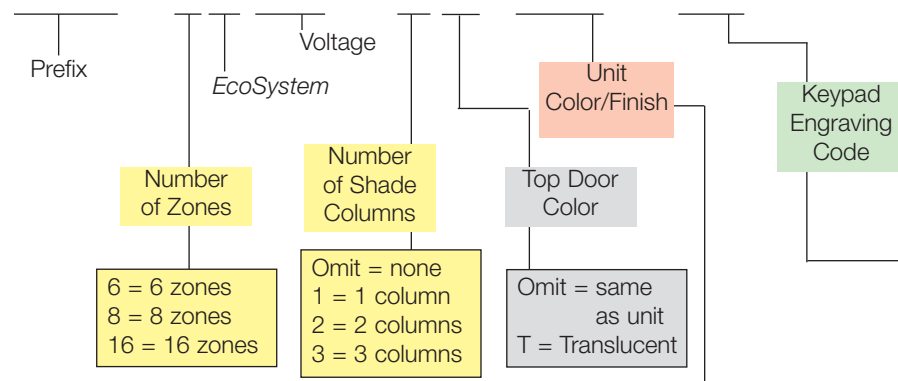 Prefix
EcoSystem
Voltage
Unit
Color/Finish
Keypad
Engraving
Code
Number
of Zones
Number
of Shade
Columns
Top Door
Color
6 = 6 zones
8 = 8 zones
16 = 16 zones
Omit = none
1 = 1 column
2 = 2 columns
3 = 3 columns
Omit = same
as unit
T = Translucent